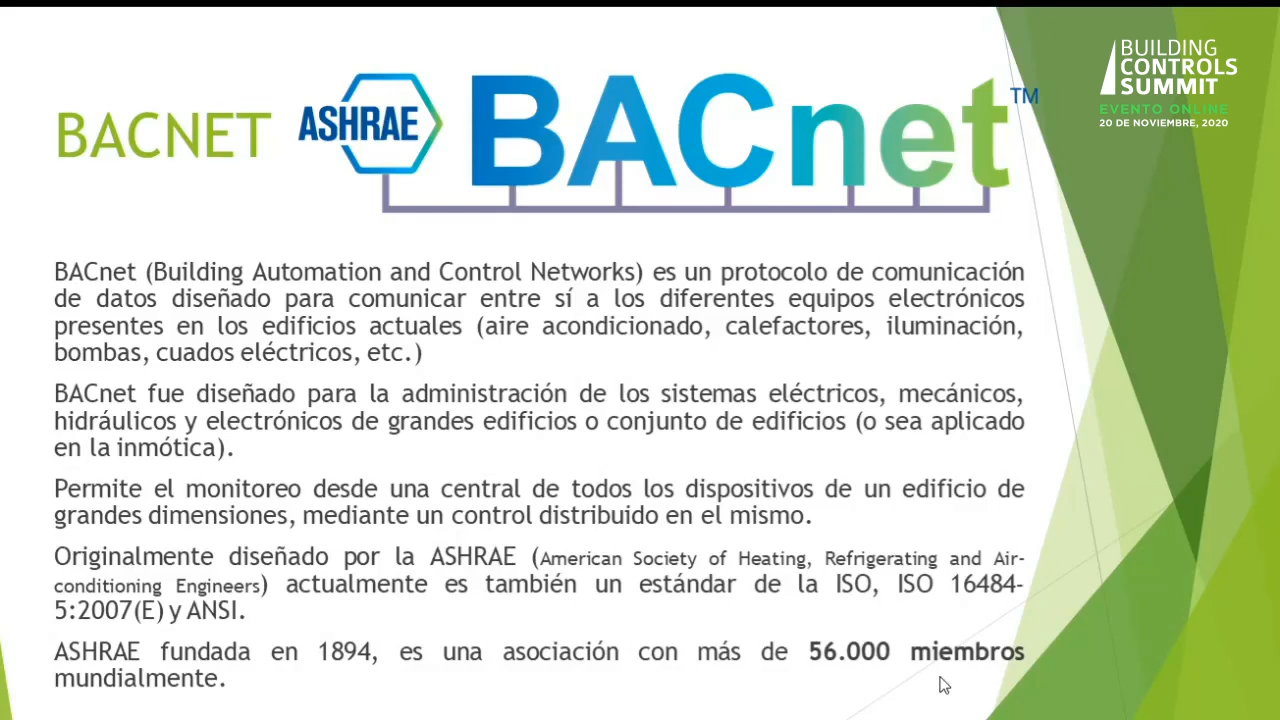 BUILDING
CONTROLS
SUMMIT
EVENTO ONLINE
20 DE NOVIEMBRE, 2020
BACNET
ASHRAE BACnet™
BACnet (Building Automation and Control Networks) es un protocolo de comunicación
de datos diseñado para comunicar entre sí a los diferentes equipos electrónicos
presentes en los edificios actuales (aire acondicionado, calefactores, iluminación,
bombas, cuados eléctricos, etc.)
BACnet fue diseñado para la administración de los sistemas eléctricos, mecánicos,
hidráulicos y electrónicos de grandes edificios o conjunto de edificios (o sea aplicado
en la inmótica).
Permite el monitoreo desde una central de todos los dispositivos de un edificio de
grandes dimensiones, mediante un control distribuido en el mismo.
Originalmente diseñado por la ASHRAE (American Society of Heating, Refrigerating and Air-
conditioning Engineers) actualmente es también un estándar de la ISO, ISO 16484-
5:2007(E) y ANSI.
ASHRAE fundada en 1894, es una asociación con más de 56.000 miembros
mundialmente.